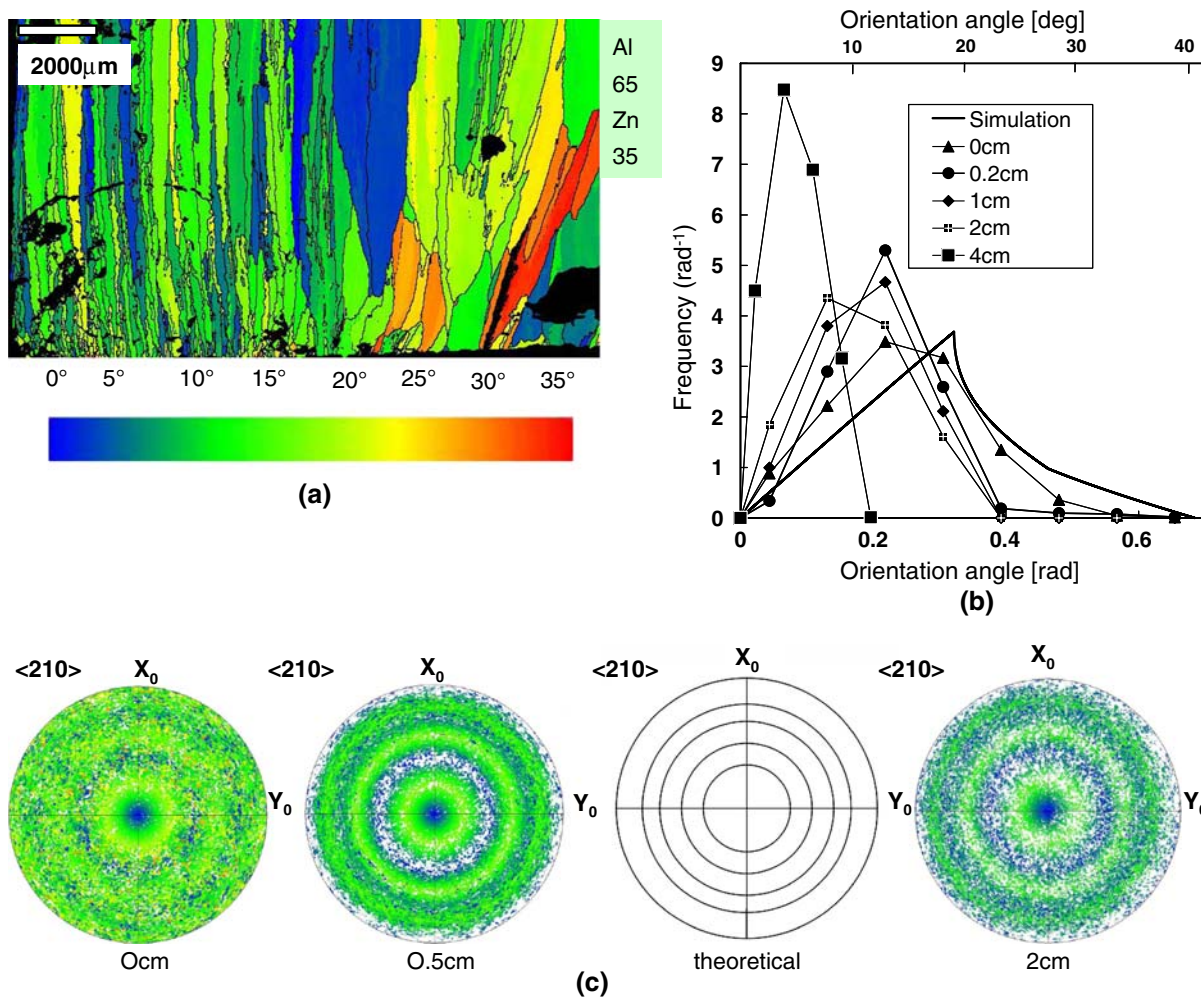 2000μm
Al
65
Zn
35
0° 5° 10° 15° 20° 25° 30° 35°
(a)
Orientation angle [deg]
10 20 30 40
9
8
7
6
5
4
3
2
1
0
Frequency (rad-1)
Simulation
0cm
0.2cm
1cm
2cm
4cm
0 0.2 0.4 0.6
Orientation angle [rad]
(b)
<210> X0 <210> <210> X0 <210> X0
Y0 Y0 Y0 Y0
Ocm O.5cm theoretical 2cm
(c)